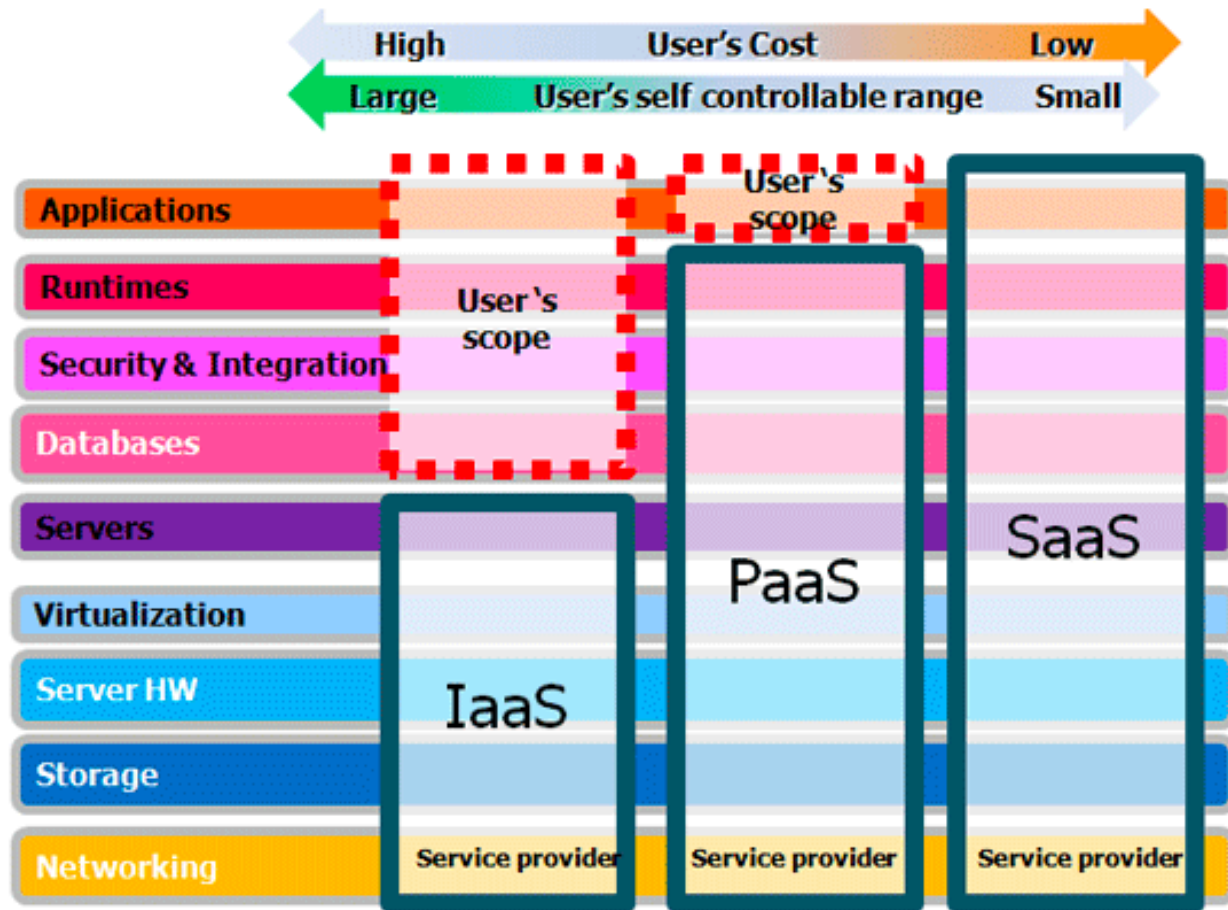 High User's Cost Low
Large User's self controllable range Small
Applications
User‘s
scope
Runtimes
User‘s
scope
Security & Integration
Databases
Servers
SaaS
PaaS
Virtualization
Server HW
IaaS
Storage
Networking
Service provider
Service provider
Service provider